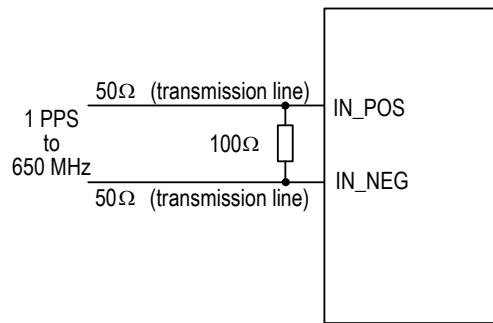 50Ω (transmission line)
IN_POS
1 PPS
to
650 MHz
100Ω
IN_NEG
50Ω (transmission line)